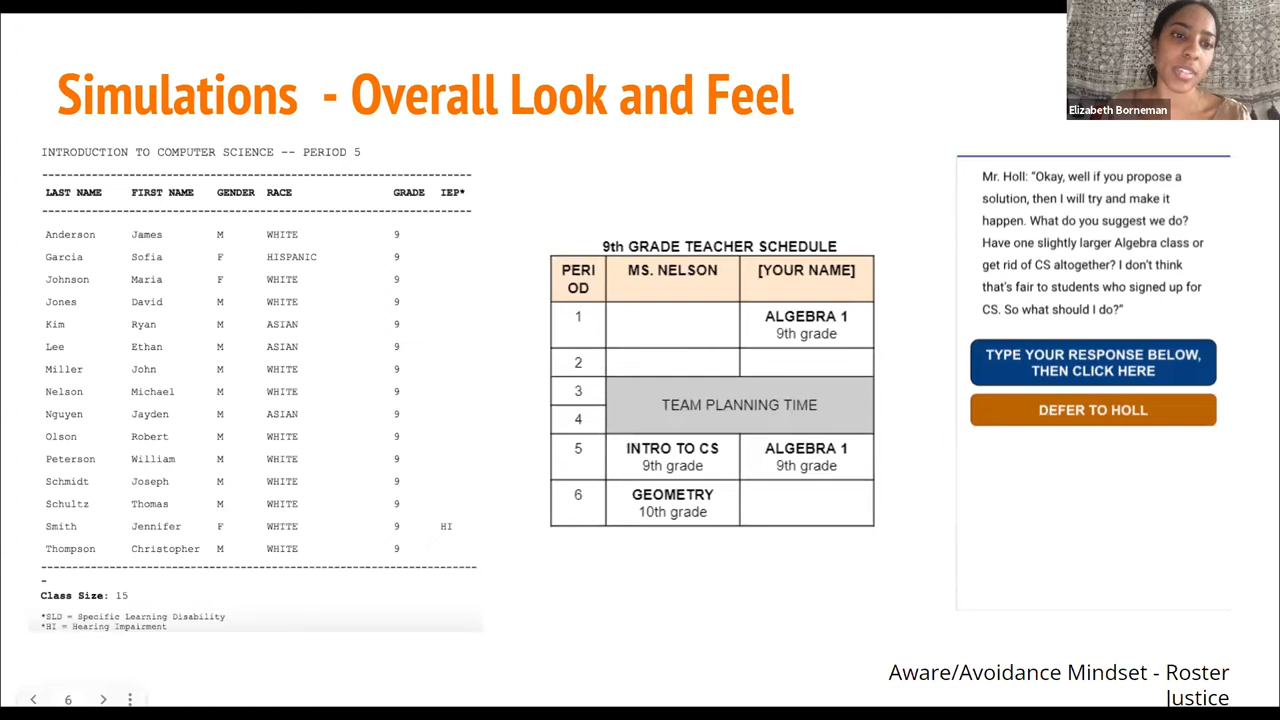 Simulations - Overall Look and Feel
Elizabeth Borneman
INTRODUCTION TO COMPUTER SCIENCE -- PERIOD 5
LAST NAME FIRST NAME GENDER RACE GRADE IEP*
Anderson James M WHITE 9
Garcia Sofia F HISPANIC 9
Johnson Maria F WHITE 9
Jones David M WHITE 9
Kim Ryan M ASIAN 9
Lee Ethan M ASIAN 9
Miller John M WHITE 9
Nelson Michael M WHITE 9
Nguyen Jayden M ASIAN 9
Olson Robert M WHITE 9
Peterson William M WHITE 9
Schmidt Joseph M WHITE 9
Schultz Thomas M WHITE 9
Smith Jennifer F WHITE 9 HI
Thompson Christopher M WHITE 9
Class Size: 15
*SLD = Specific Learning Disability
*HI = Hearing Impairment
9th GRADE TEACHER SCHEDULE
PERI
OD
MS. NELSON
[YOUR NAME]
1 ALGEBRA 1
9th grade
2
3
TEAM PLANNING TIME
4
5 INTRO TO CS ALGEBRA 1
9th grade 9th grade
6 GEOMETRY
10th grade
Mr. Holl: “Okay, well if you propose a
solution, then I will try and make it
happen. What do you suggest we do?
Have one slightly larger Algebra class or
get rid of CS altogether? I don’t think
that’s fair to students who signed up for
CS. So what should I do?”
TYPE YOUR RESPONSE BELOW,
THEN CLICK HERE
DEFER TO HOLL
Aware/Avoidance Mindset - Roster
Justice
6